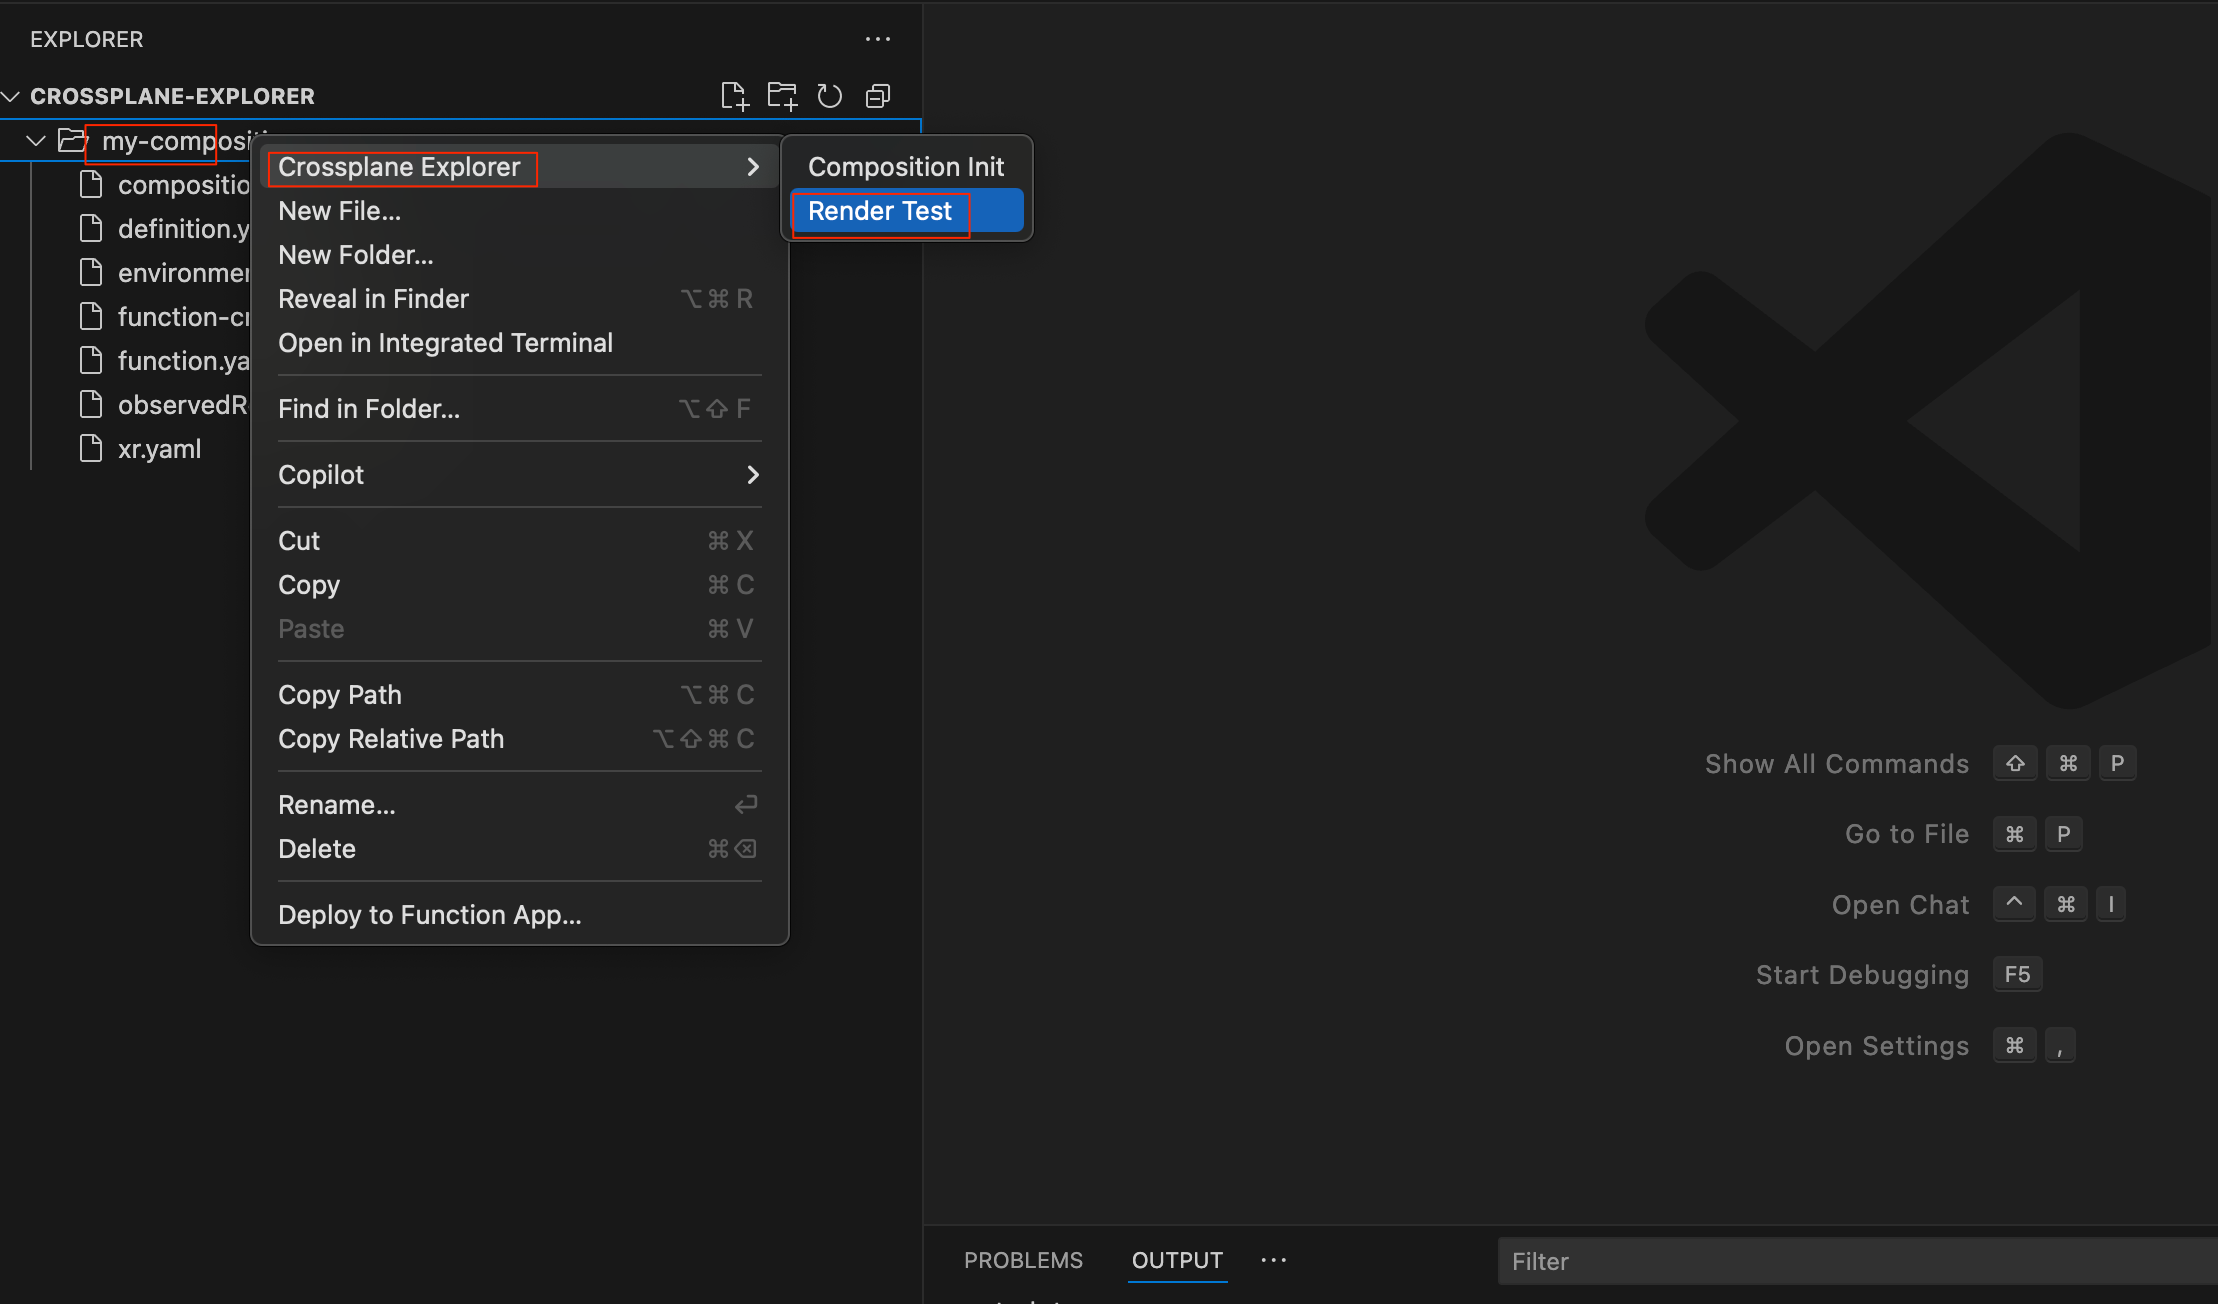 EXPLORER
CROSSPLANE-EXPLORER
my-compositi
compositio
definition.y
environmen
function-cr
function.ya
observedR
xr.yaml
Crossplane Explorer
New File...
New Folder...
Reveal in Finder ⌥⌘R
Open in Integrated Terminal
Find in Folder... ⌥⇧F
Copilot
Cut ⌘X
Copy ⌘C
Paste ⌘V
Copy Path ⌥⌘C
Copy Relative Path ⌥⇧⌘C
Rename... ⏎
Delete ⌘⌫
Deploy to Function App...
Composition Init
Render Test
Show All Commands ⇧ ⌘ P
Go to File ⌘ P
Open Chat ^ ⌘ I
Start Debugging F5
Open Settings ⌘ ,
PROBLEMS OUTPUT ...
Filter